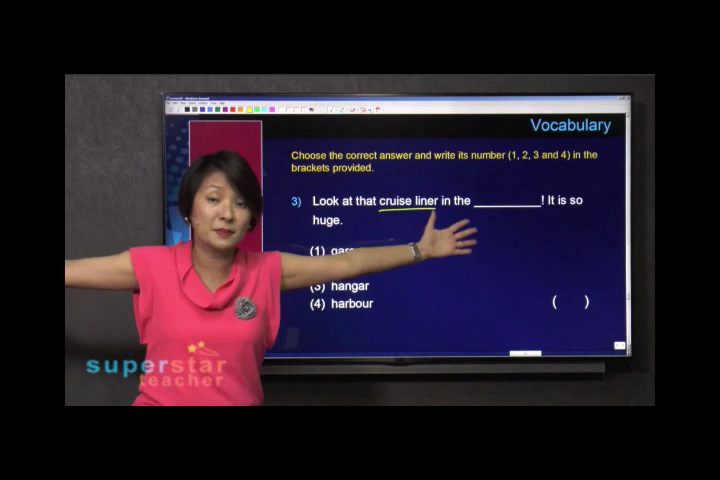 Vocabulary
Choose the correct answer and write its number (1, 2, 3 and 4) in the
brackets provided.
3) Look at that cruise liner in the __________! It is so
huge.
(1)
(3) hangar
(4) harbour ( )
superstar
teacher